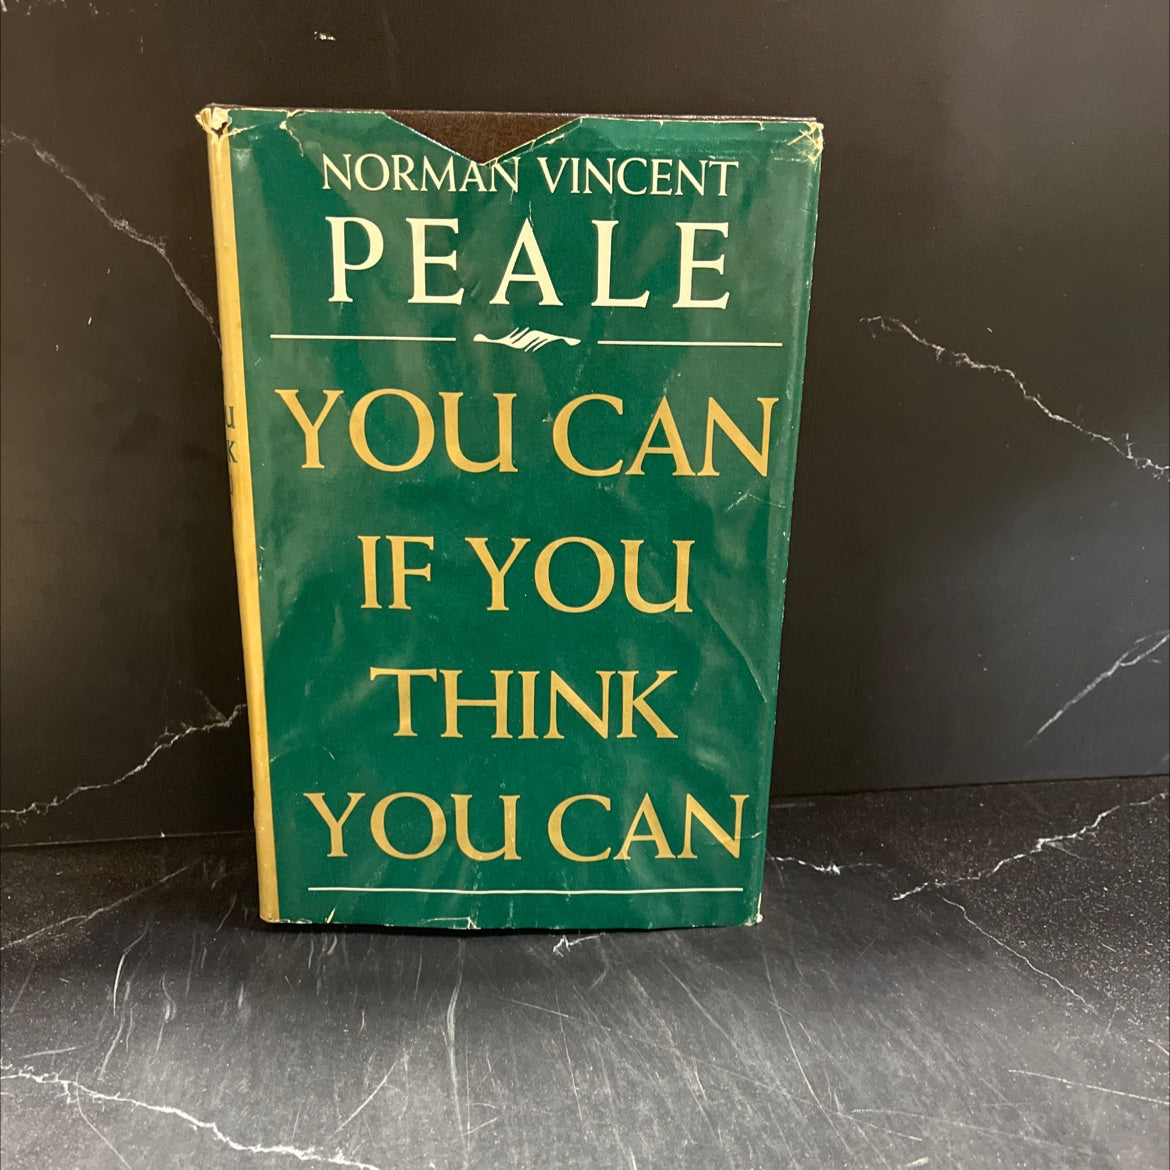 NORMAN VINCENT
PEALE
YOU CAN
IF YOU
THINK
YOU CAN